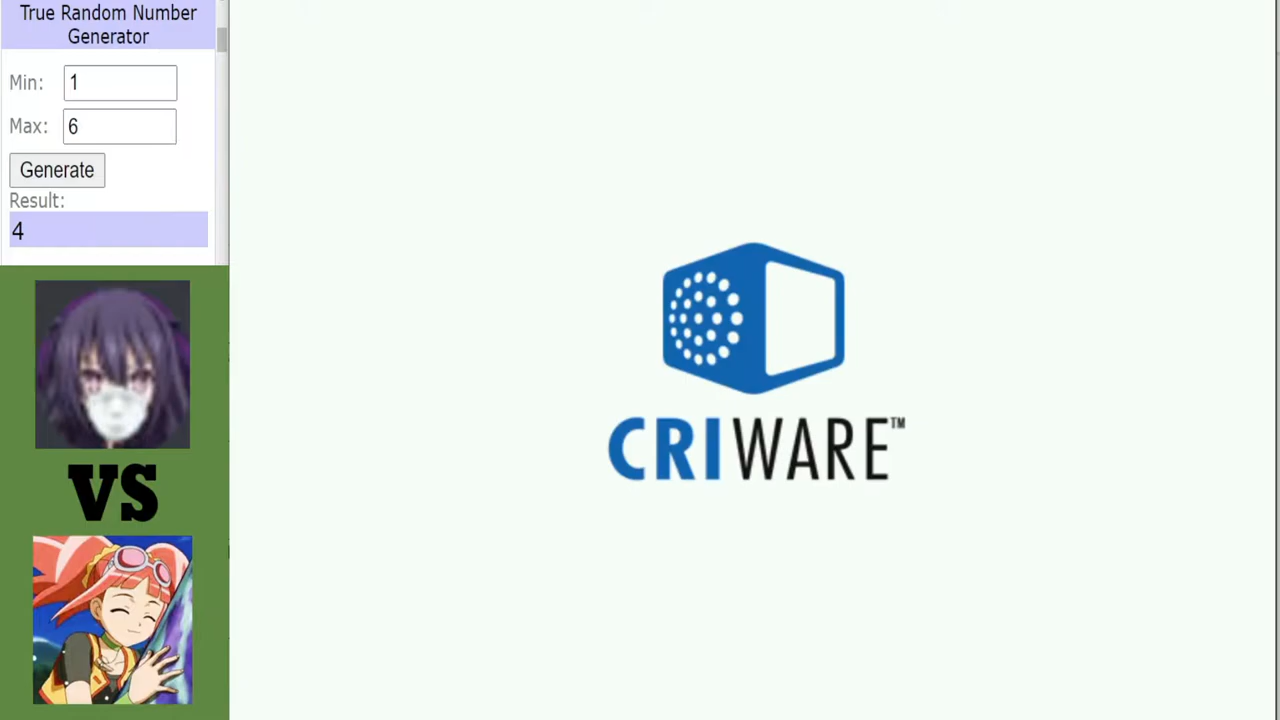 True Random Number
Generator
Min:
1
Max:
6
Generate
Result:
4
VS
CRIWARE™